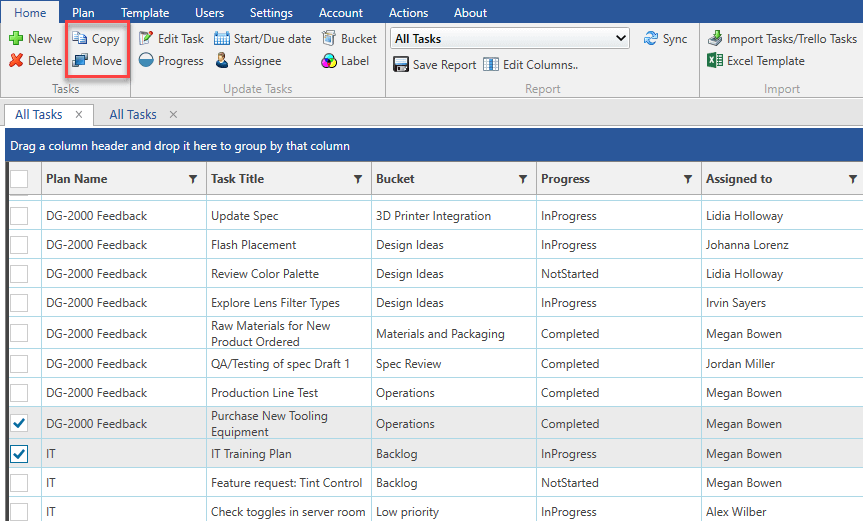 Home Plan Template Users Settings Account Actions About
New Copy Edit Task Start/Due date Bucket All Tasks Sync Import Tasks/Trello Tasks
Delete Move Progress Assignee Label Save Report Edit Columns.. Excel Template
Tasks Update Tasks Report Import
All Tasks × All Tasks ×
Drag a column header and drop it here to group by that column
Plan Name Task Title Bucket Progress Assigned to
DG-2000 Feedback Update Spec 3D Printer Integration InProgress Lidia Holloway
DG-2000 Feedback Flash Placement Design Ideas InProgress Johanna Lorenz
DG-2000 Feedback Review Color Palette Design Ideas NotStarted Lidia Holloway
DG-2000 Feedback Explore Lens Filter Types Design Ideas InProgress Irvin Sayers
DG-2000 Feedback Raw Materials for New
Product Ordered Materials and Packaging Completed Megan Bowen
DG-2000 Feedback QA/Testing of spec Draft 1 Spec Review Completed Jordan Miller
DG-2000 Feedback Production Line Test Operations Completed Megan Bowen
DG-2000 Feedback Purchase New Tooling
Equipment Operations Completed Megan Bowen
IT IT Training Plan Backlog InProgress Megan Bowen
IT Feature request: Tint Control Backlog NotStarted Megan Bowen
IT Check toggles in server room Low priority InProgress Alex Wilber